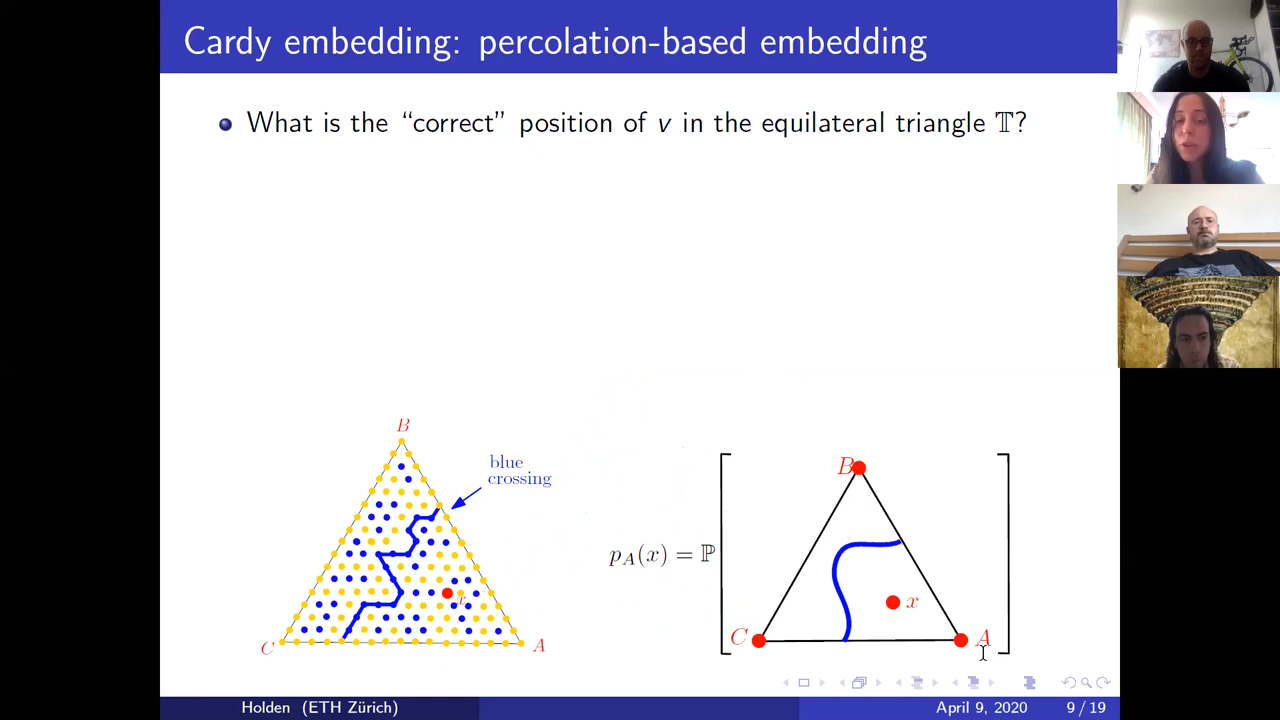 Cardy embedding: percolation-based embedding
What is the “correct” position of v in the equilateral triangle 𝕋?
B
blue
crossing
x
C
A
p_A(x) = ℙ
B
x
C
A
Holden (ETH Zürich)
April 9, 2020
9 / 19